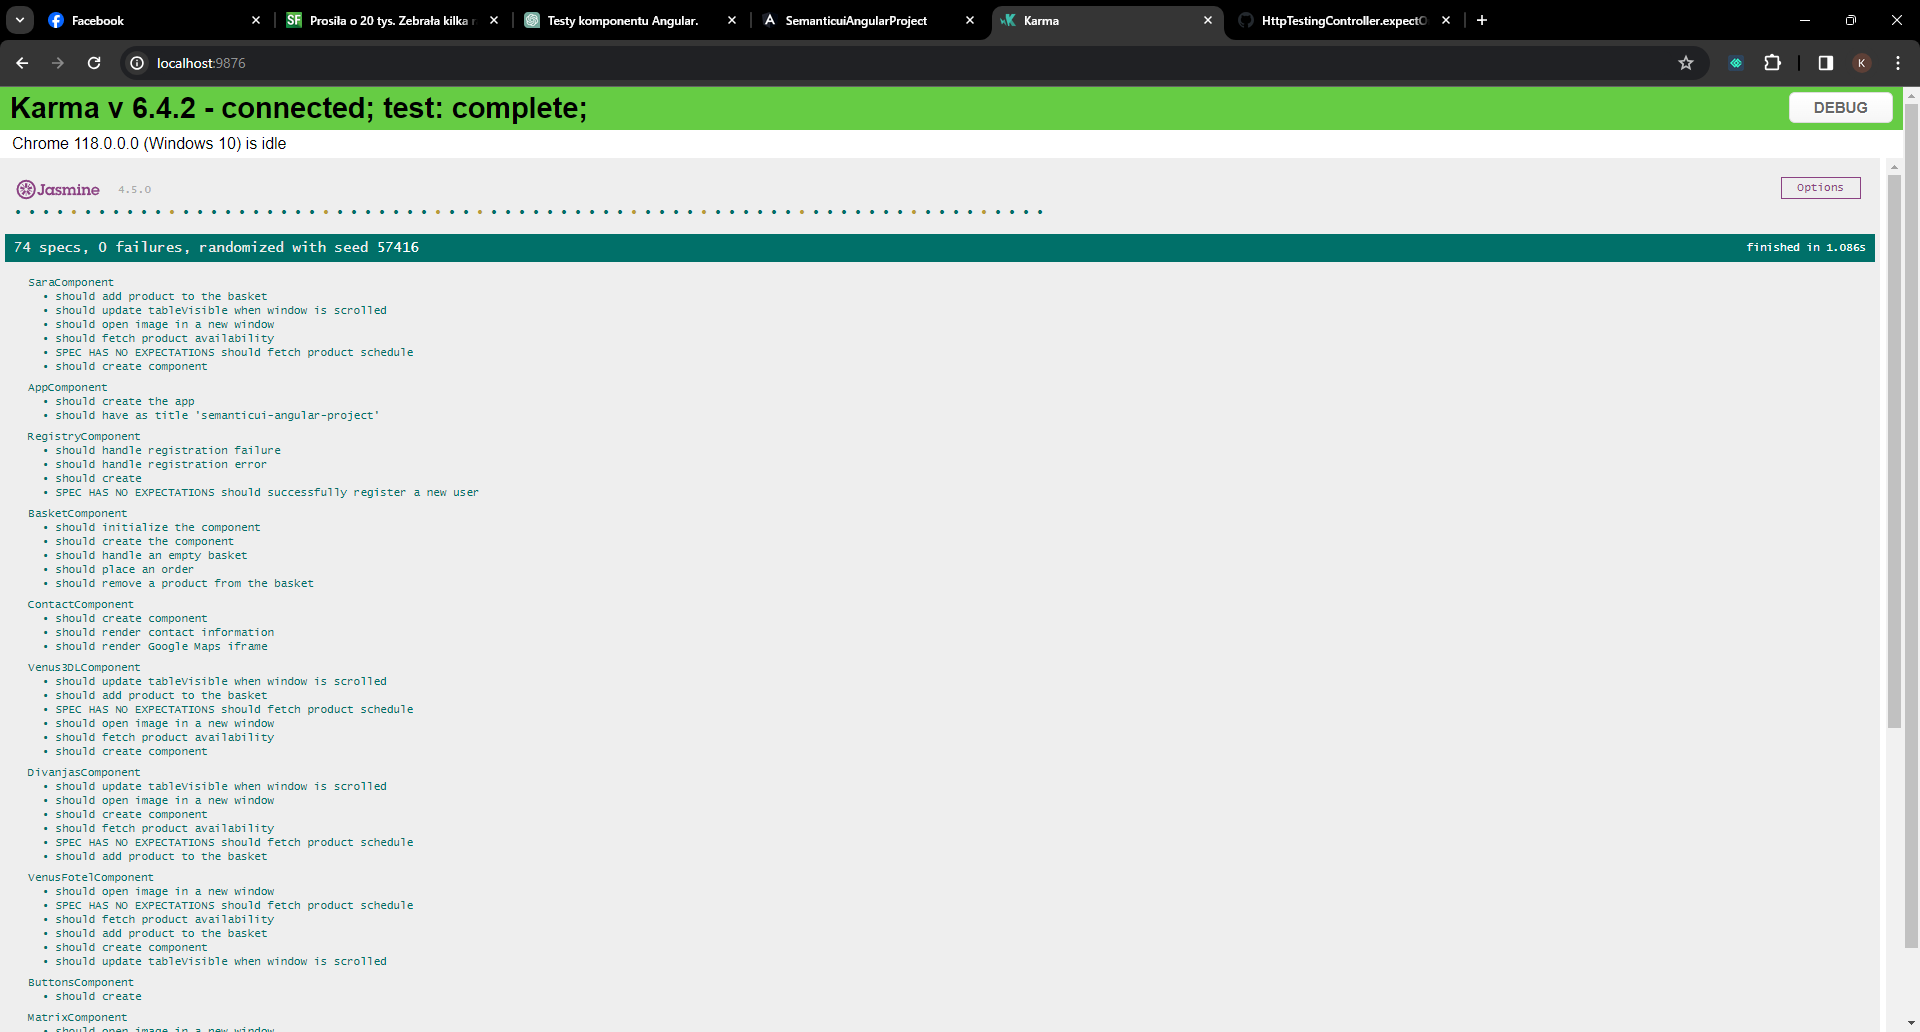 Facebook
Prosiła o 20 tys. Zebrała kilka
Testy komponentu Angular.
SemanticuiAngularProject
Karma
HttpTestingController.expectO
localhost:9876
K
Karma v 6.4.2 - connected; test: complete;
DEBUG
Chrome 118.0.0.0 (Windows 10) is idle
Jasmine 4.5.0
Options
74 specs, 0 failures, randomized with seed 57416
finished in 1.086s
SaraComponent
• should add product to the basket
• should update tableVisible when window is scrolled
• should open image in a new window
• should fetch product availability
• SPEC HAS NO EXPECTATIONS should fetch product schedule
• should create component
AppComponent
• should create the app
• should have as title 'semanticui-angular-project'
RegistryComponent
• should handle registration failure
• should handle registration error
• should create
• SPEC HAS NO EXPECTATIONS should successfully register a new user
BasketComponent
• should initialize the component
• should create the component
• should handle an empty basket
• should place an order
• should remove a product from the basket
ContactComponent
• should create component
• should render contact information
• should render Google Maps iframe
Venus3DLComponent
• should update tableVisible when window is scrolled
• should add product to the basket
• SPEC HAS NO EXPECTATIONS should fetch product schedule
• should open image in a new window
• should fetch product availability
• should create component
DivanjasComponent
• should update tableVisible when window is scrolled
• should open image in a new window
• should create component
• should fetch product availability
• SPEC HAS NO EXPECTATIONS should fetch product schedule
• should add product to the basket
VenusFotelComponent
• should open image in a new window
• SPEC HAS NO EXPECTATIONS should fetch product schedule
• should fetch product availability
• should add product to the basket
• should create component
• should update tableVisible when window is scrolled
ButtonsComponent
• should create
MatrixComponent
• should open image in a new window